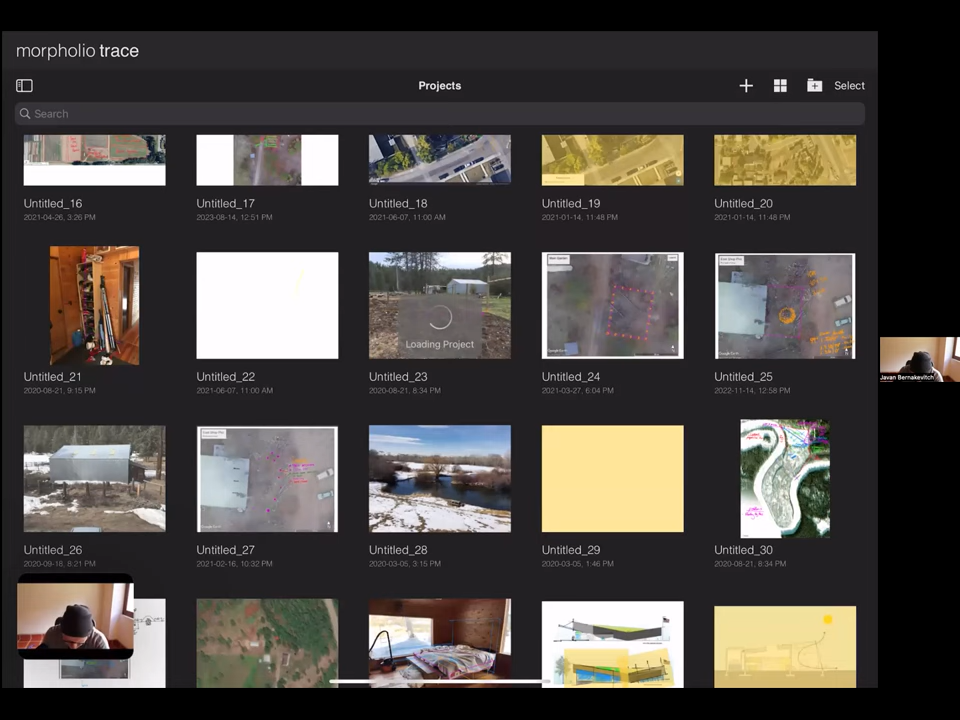 morpholio trace
Projects
Select
Search
Untitled_16
2021-04-26, 3:26 PM
Untitled_17
2023-08-14, 12:51 PM
Untitled_18
2021-06-07, 11:00 AM
Untitled_19
2021-01-14, 11:48 PM
Untitled_20
2021-01-14, 11:48 PM
Loading Project
Untitled_21
2020-08-21, 9:15 PM
Untitled_22
2021-06-07, 11:00 AM
Untitled_23
2020-08-21, 8:34 PM
Untitled_24
2021-03-27, 6:04 PM
Untitled_25
2022-11-14, 12:58 PM
Javan Bernakevitch
Untitled_26
2020-09-16, 8:21 PM
Untitled_27
2021-02-16, 10:32 PM
Untitled_28
2020-03-05, 3:15 PM
Untitled_29
2020-03-05, 1:46 PM
Untitled_30
2020-08-21, 8:34 PM